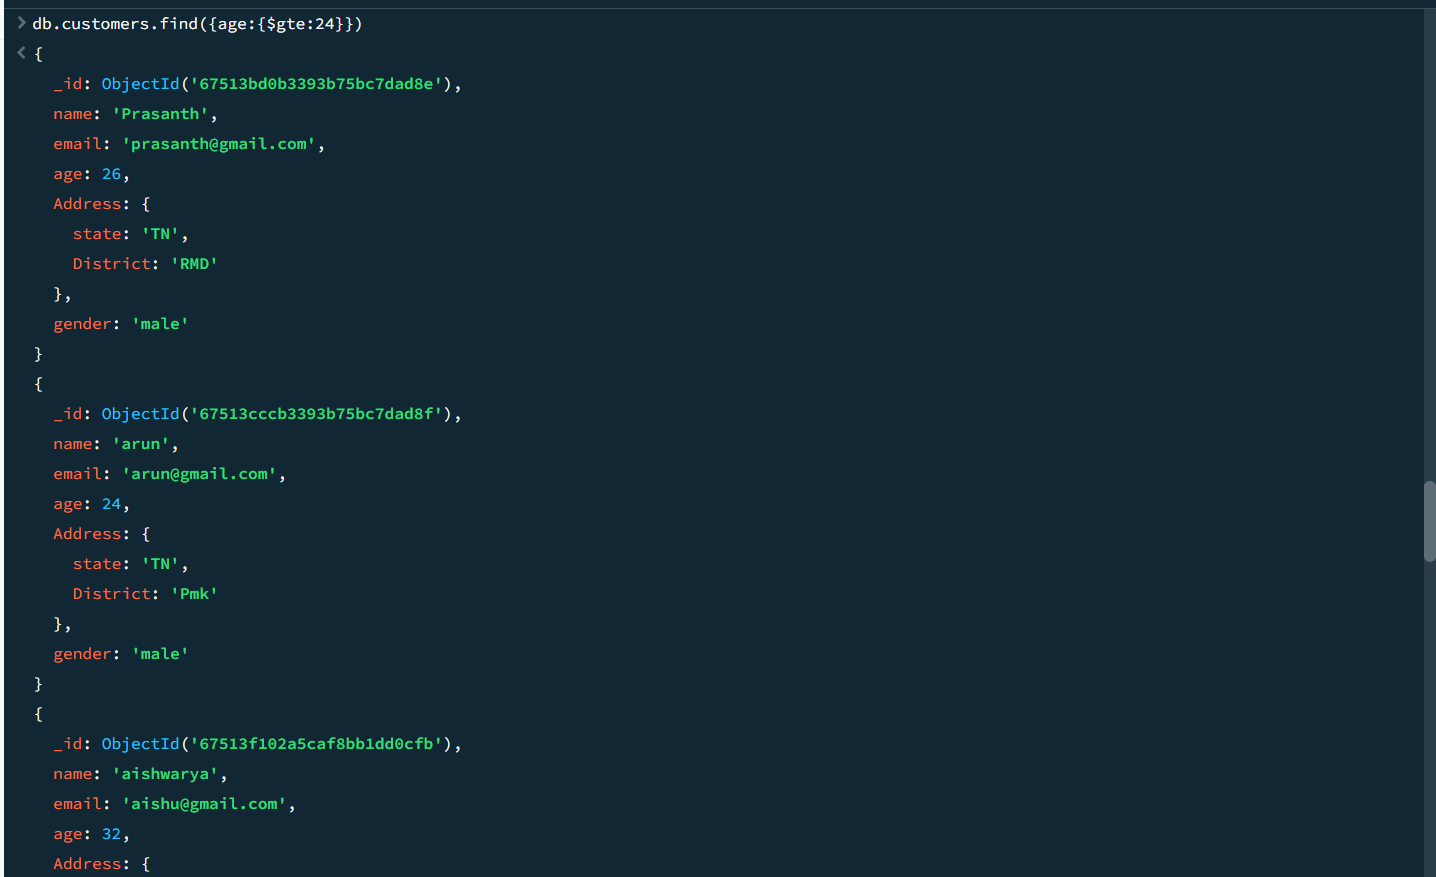 > db.customers.find({age:{$gte:24}})
< {
_id: ObjectId('67513bd0b3393b75bc7dad8e'),
name: 'Prasanth',
email: 'prasanth@gmail.com',
age: 26,
Address: {
state: 'TN',
District: 'RMD'
},
gender: 'male'
}
{
_id: ObjectId('67513cccb3393b75bc7dad8f'),
name: 'arun',
email: 'arun@gmail.com',
age: 24,
Address: {
state: 'TN',
District: 'Pmk'
},
gender: 'male'
}
{
_id: ObjectId('67513f102a5caf8bb1dd0cfb'),
name: 'aishwarya',
email: 'aishu@gmail.com',
age: 32,
Address: {